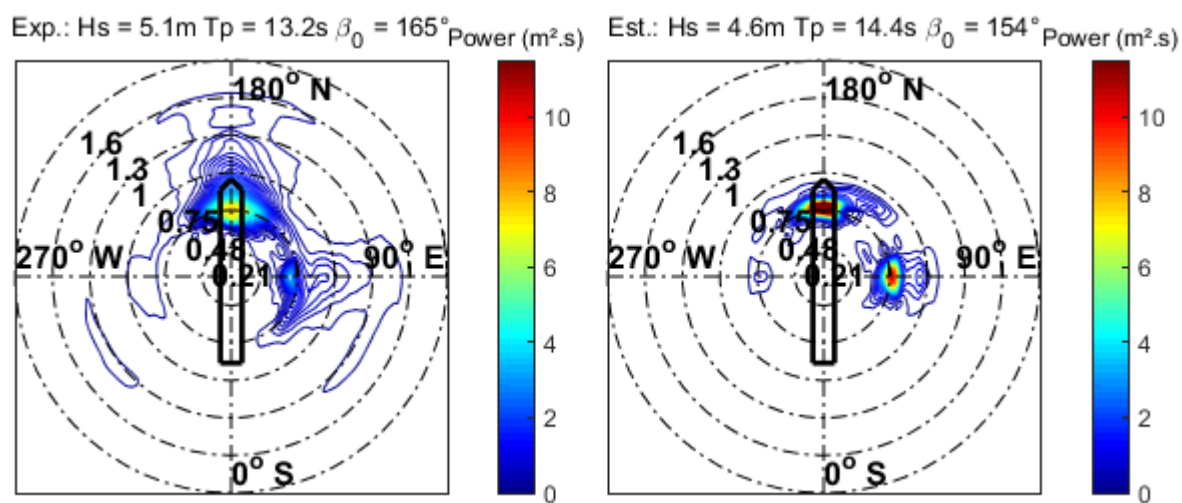 Exp.: Hs = 5.1m Tp = 13.2s β₀ = 165° Power (m².s)
180° N
1.6
1.3
1
0.75
0.48
0.21
270° W
90° E
0° S
10
8
6
4
2
0
Est.: Hs = 4.6m Tp = 14.4s β₀ = 154° Power (m².s)
180° N
1.6
1.3
1
0.75
0.48
0.21
270° W
90° E
0° S
10
8
6
4
2
0